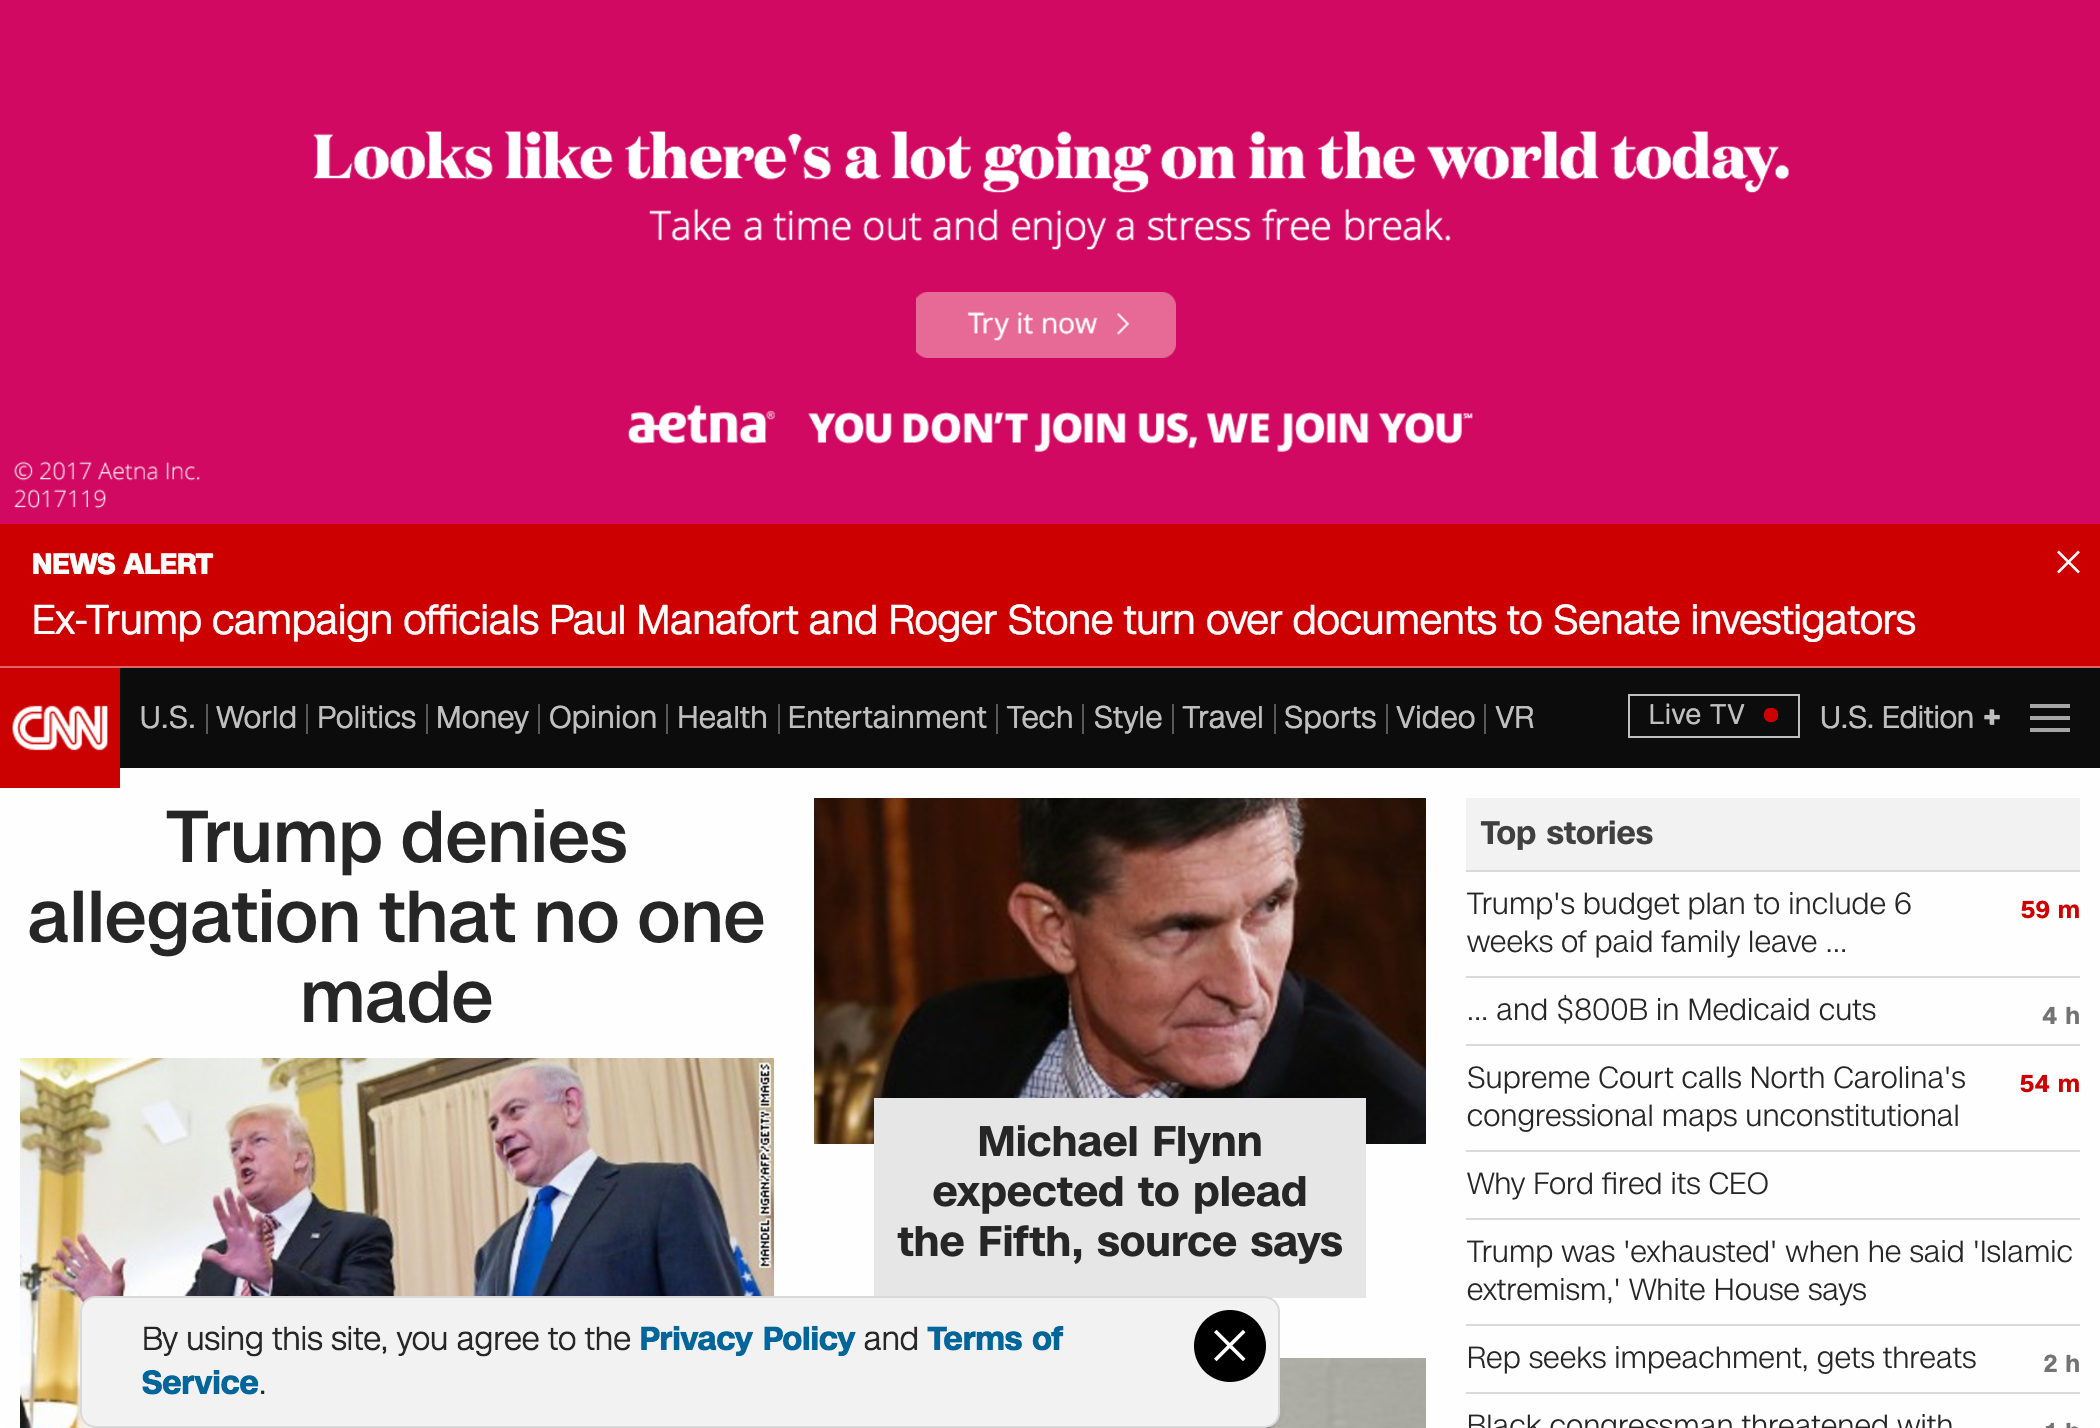 Looks like there's a lot going on in the world today.
Take a time out and enjoy a stress free break.
Try it now
aetna® YOU DON'T JOIN US, WE JOIN YOU℠
© 2017 Aetna Inc.
2017119
NEWS ALERT
Ex-Trump campaign officials Paul Manafort and Roger Stone turn over documents to Senate investigators
CNN U.S. World Politics Money Opinion Health Entertainment Tech Style Travel Sports Video VR Live TV U.S. Edition +
Trump denies
allegation that no one
made
MANDEL NGAN/AFP/GETTY IMAGES
Michael Flynn
expected to plead
the Fifth, source says
Top stories
Trump's budget plan to include 6 59 m
weeks of paid family leave ...
... and $800B in Medicaid cuts 4 h
Supreme Court calls North Carolina's 54 m
congressional maps unconstitutional
Why Ford fired its CEO
Trump was 'exhausted' when he said 'Islamic
extremism,' White House says
Rep seeks impeachment, gets threats 2 h
Black congressman threatened with
By using this site, you agree to the Privacy Policy and Terms of
Service.